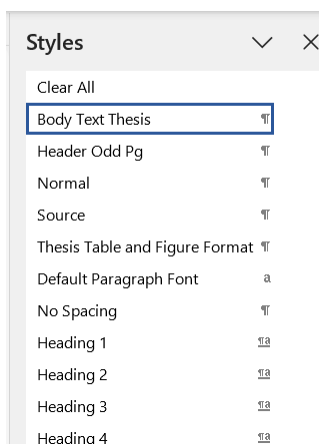 Styles
Clear All
Body Text Thesis ¶
Header Odd Pg ¶
Normal ¶
Source ¶
Thesis Table and Figure Format ¶
Default Paragraph Font a
No Spacing ¶
Heading 1 ¶a
Heading 2 ¶a
Heading 3 ¶a
Heading 4 ¶a